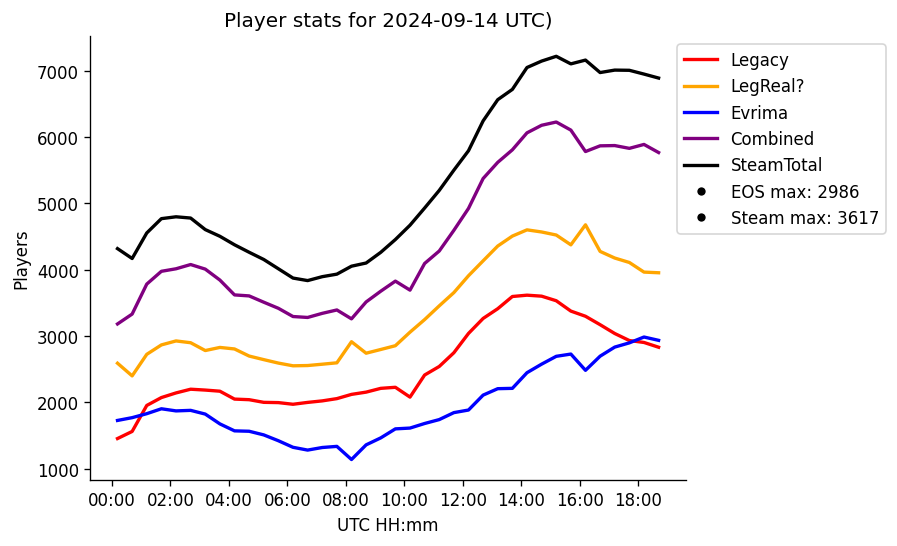 Player stats for 2024-09-14 UTC)
Legacy
LegReal?
Evrima
Combined
SteamTotal
EOS max: 2986
Steam max: 3617
Players
7000
6000
5000
4000
3000
2000
1000
00:00 02:00 04:00 06:00 08:00 10:00 12:00 14:00 16:00 18:00
UTC HH:mm